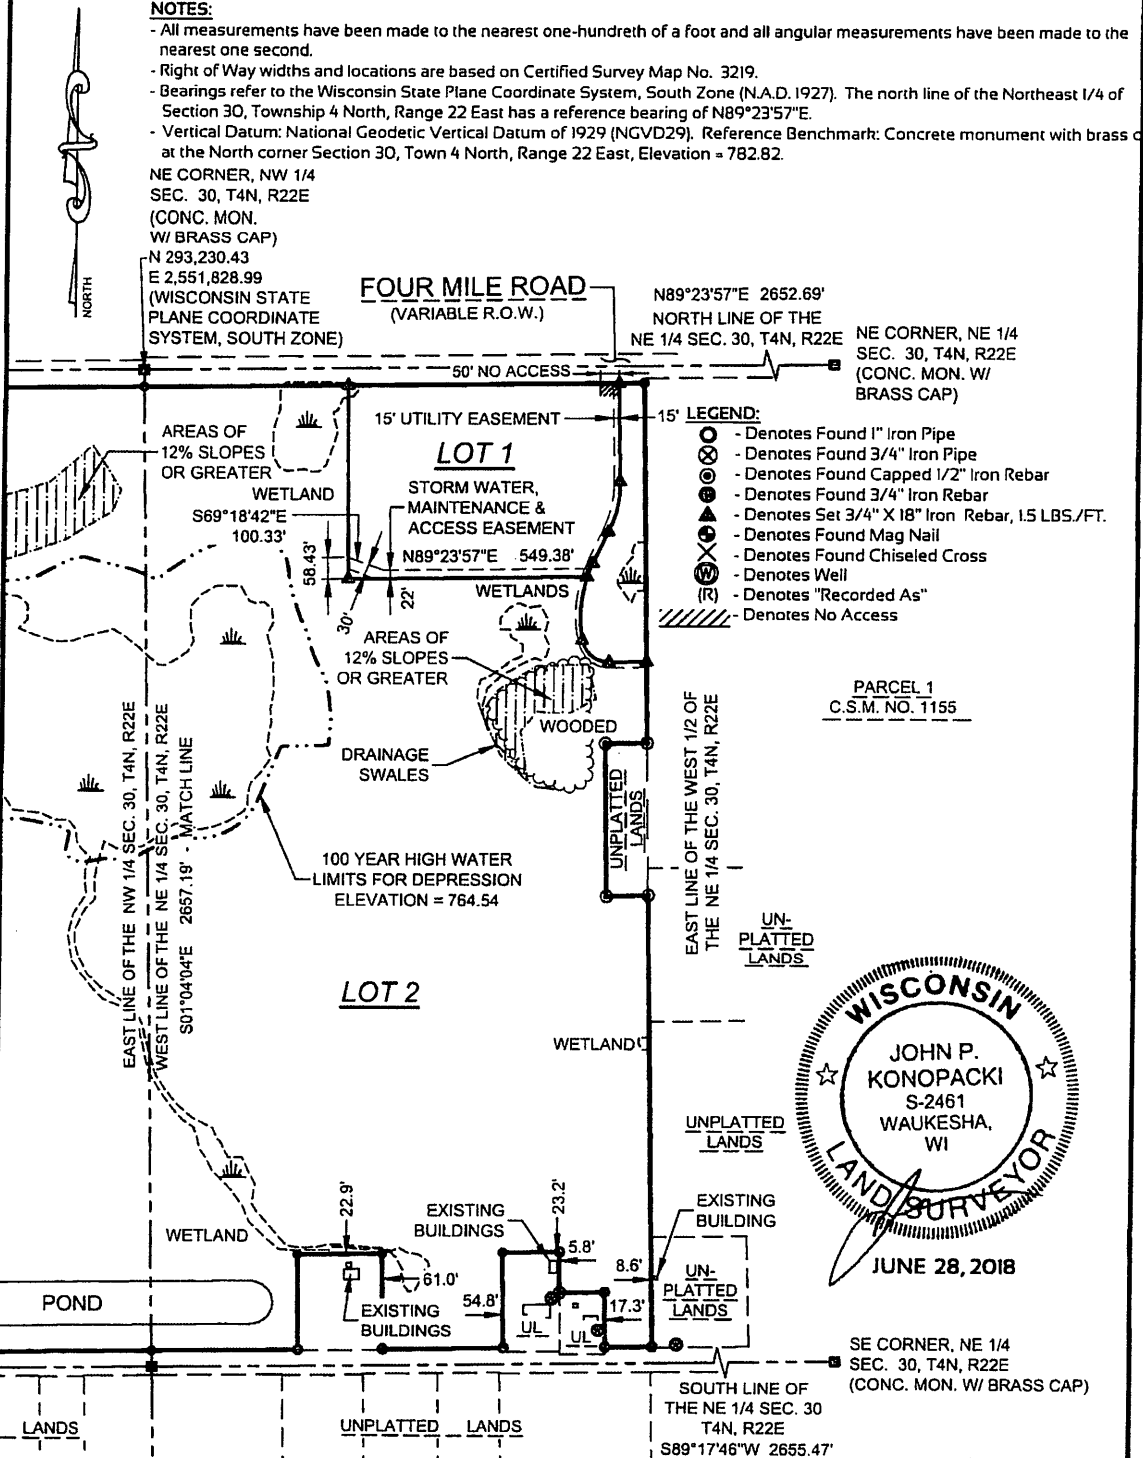 NOTES:
- All measurements have been made to the nearest one-hundreth of a foot and all angular measurements have been made to the
nearest one second.
- Right of Way widths and locations are based on Certified Survey Map No. 3219.
- Bearings refer to the Wisconsin State Plane Coordinate System, South Zone (N.A.D. 1927). The north line of the Northeast 1/4 of
Section 30, Township 4 North, Range 22 East has a reference bearing of N89°23'57"E.
- Vertical Datum: National Geodetic Vertical Datum of 1929 (NGVD29). Reference Benchmark: Concrete monument with brass c
at the North corner Section 30, Town 4 North, Range 22 East, Elevation = 782.82.
NORTH
NE CORNER, NW 1/4
SEC. 30, T4N, R22E
(CONC. MON.
W/ BRASS CAP)
N 293,230.43
E 2,551,828.99
(WISCONSIN STATE
PLANE COORDINATE
SYSTEM, SOUTH ZONE)
FOUR MILE ROAD
(VARIABLE R.O.W.)
N89°23'57"E 2652.69'
NORTH LINE OF THE
NE 1/4 SEC. 30, T4N, R22E
NE CORNER, NE 1/4
SEC. 30, T4N, R22E
(CONC. MON. W/
BRASS CAP)
50' NO ACCESS
15' UTILITY EASEMENT
15'
LEGEND:
- Denotes Found 1" Iron Pipe
- Denotes Found 3/4" Iron Pipe
- Denotes Found Capped 1/2" Iron Rebar
- Denotes Found 3/4" Iron Rebar
- Denotes Set 3/4" X 18" Iron Rebar, 1.5 LBS./FT.
- Denotes Found Mag Nail
- Denotes Found Chiseled Cross
W - Denotes Well
(R) - Denotes "Recorded As"
- Denotes No Access
AREAS OF
12% SLOPES
OR GREATER
WETLAND
LOT 1
STORM WATER,
MAINTENANCE &
ACCESS EASEMENT
S69°18'42"E
100.33'
N89°23'57"E 549.38'
58.43'
30'
22'
WETLANDS
AREAS OF
12% SLOPES
OR GREATER
WOODED
DRAINAGE
SWALES
PARCEL 1
C.S.M. NO. 1155
EAST LINE OF THE NW 1/4 SEC. 30, T4N, R22E
WEST LINE OF THE NE 1/4 SEC. 30, T4N, R22E
S01°04'04"E 2657.19' - MATCH LINE
UNPLATTED
LANDS
EAST LINE OF THE WEST 1/2 OF
THE NE 1/4 SEC. 30, T4N, R22E
100 YEAR HIGH WATER
LIMITS FOR DEPRESSION
ELEVATION = 764.54
UN-
PLATTED
LANDS
LOT 2
WETLAND
UNPLATTED
LANDS
WISCONSIN
JOHN P.
KONOPACKI
S-2461
WAUKESHA,
WI
LAND SURVEYOR
JUNE 28, 2018
WETLAND
22.9'
EXISTING
BUILDINGS
23.2'
5.8'
EXISTING
BUILDING
8.6'
UN-
PLATTED
LANDS
61.0'
54.8'
17.3'
UL
UL
POND
EXISTING
BUILDINGS
SE CORNER, NE 1/4
SEC. 30, T4N, R22E
(CONC. MON. W/ BRASS CAP)
SOUTH LINE OF
THE NE 1/4 SEC. 30
T4N, R22E
S89°17'46"W 2655.47'
LANDS
UNPLATTED LANDS